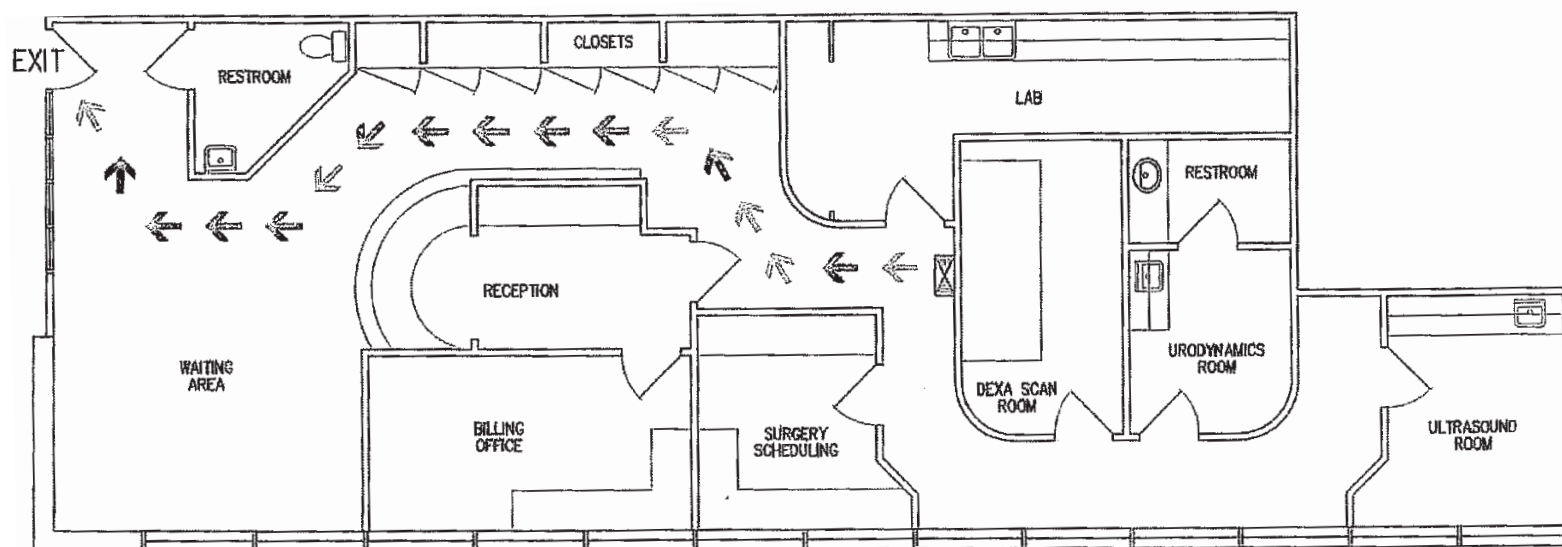 EXIT
RESTROOM
CLOSETS
LAB
RESTROOM
RECEPTION
WAITING
AREA
BILLING
OFFICE
SURGERY
SCHEDULING
DEXA SCAN
ROOM
URODYNAMICS
ROOM
ULTRASOUND
ROOM